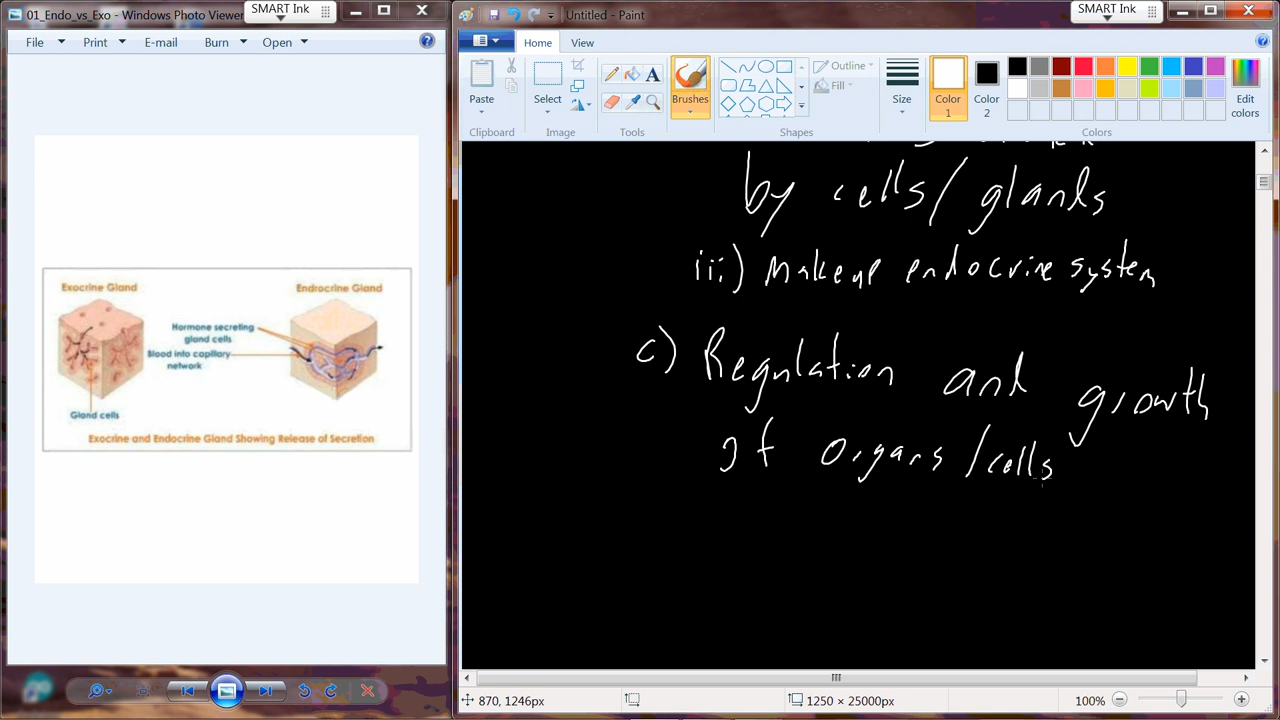 01_Endo_vs_Exo - Windows Photo Viewer
SMART Ink
File Print E-mail Burn Open
Exocrine Gland
Endrocrine Gland
Hormone secreting
gland cells
Blood into capillary
network
Gland cells
Exocrine and Endocrine Gland Showing Release of Secretion
Untitled - Paint
SMART Ink
Home View
Paste
Select
Brushes
Outline
Fill
Size
Color
1
Color
2
Edit
colors
Clipboard Image Tools Shapes Colors
by cells/glands
iii) Makeup endocrine system
c) Regulation and growth
of organs/cells
870, 1246px
1250 × 25000px
100%